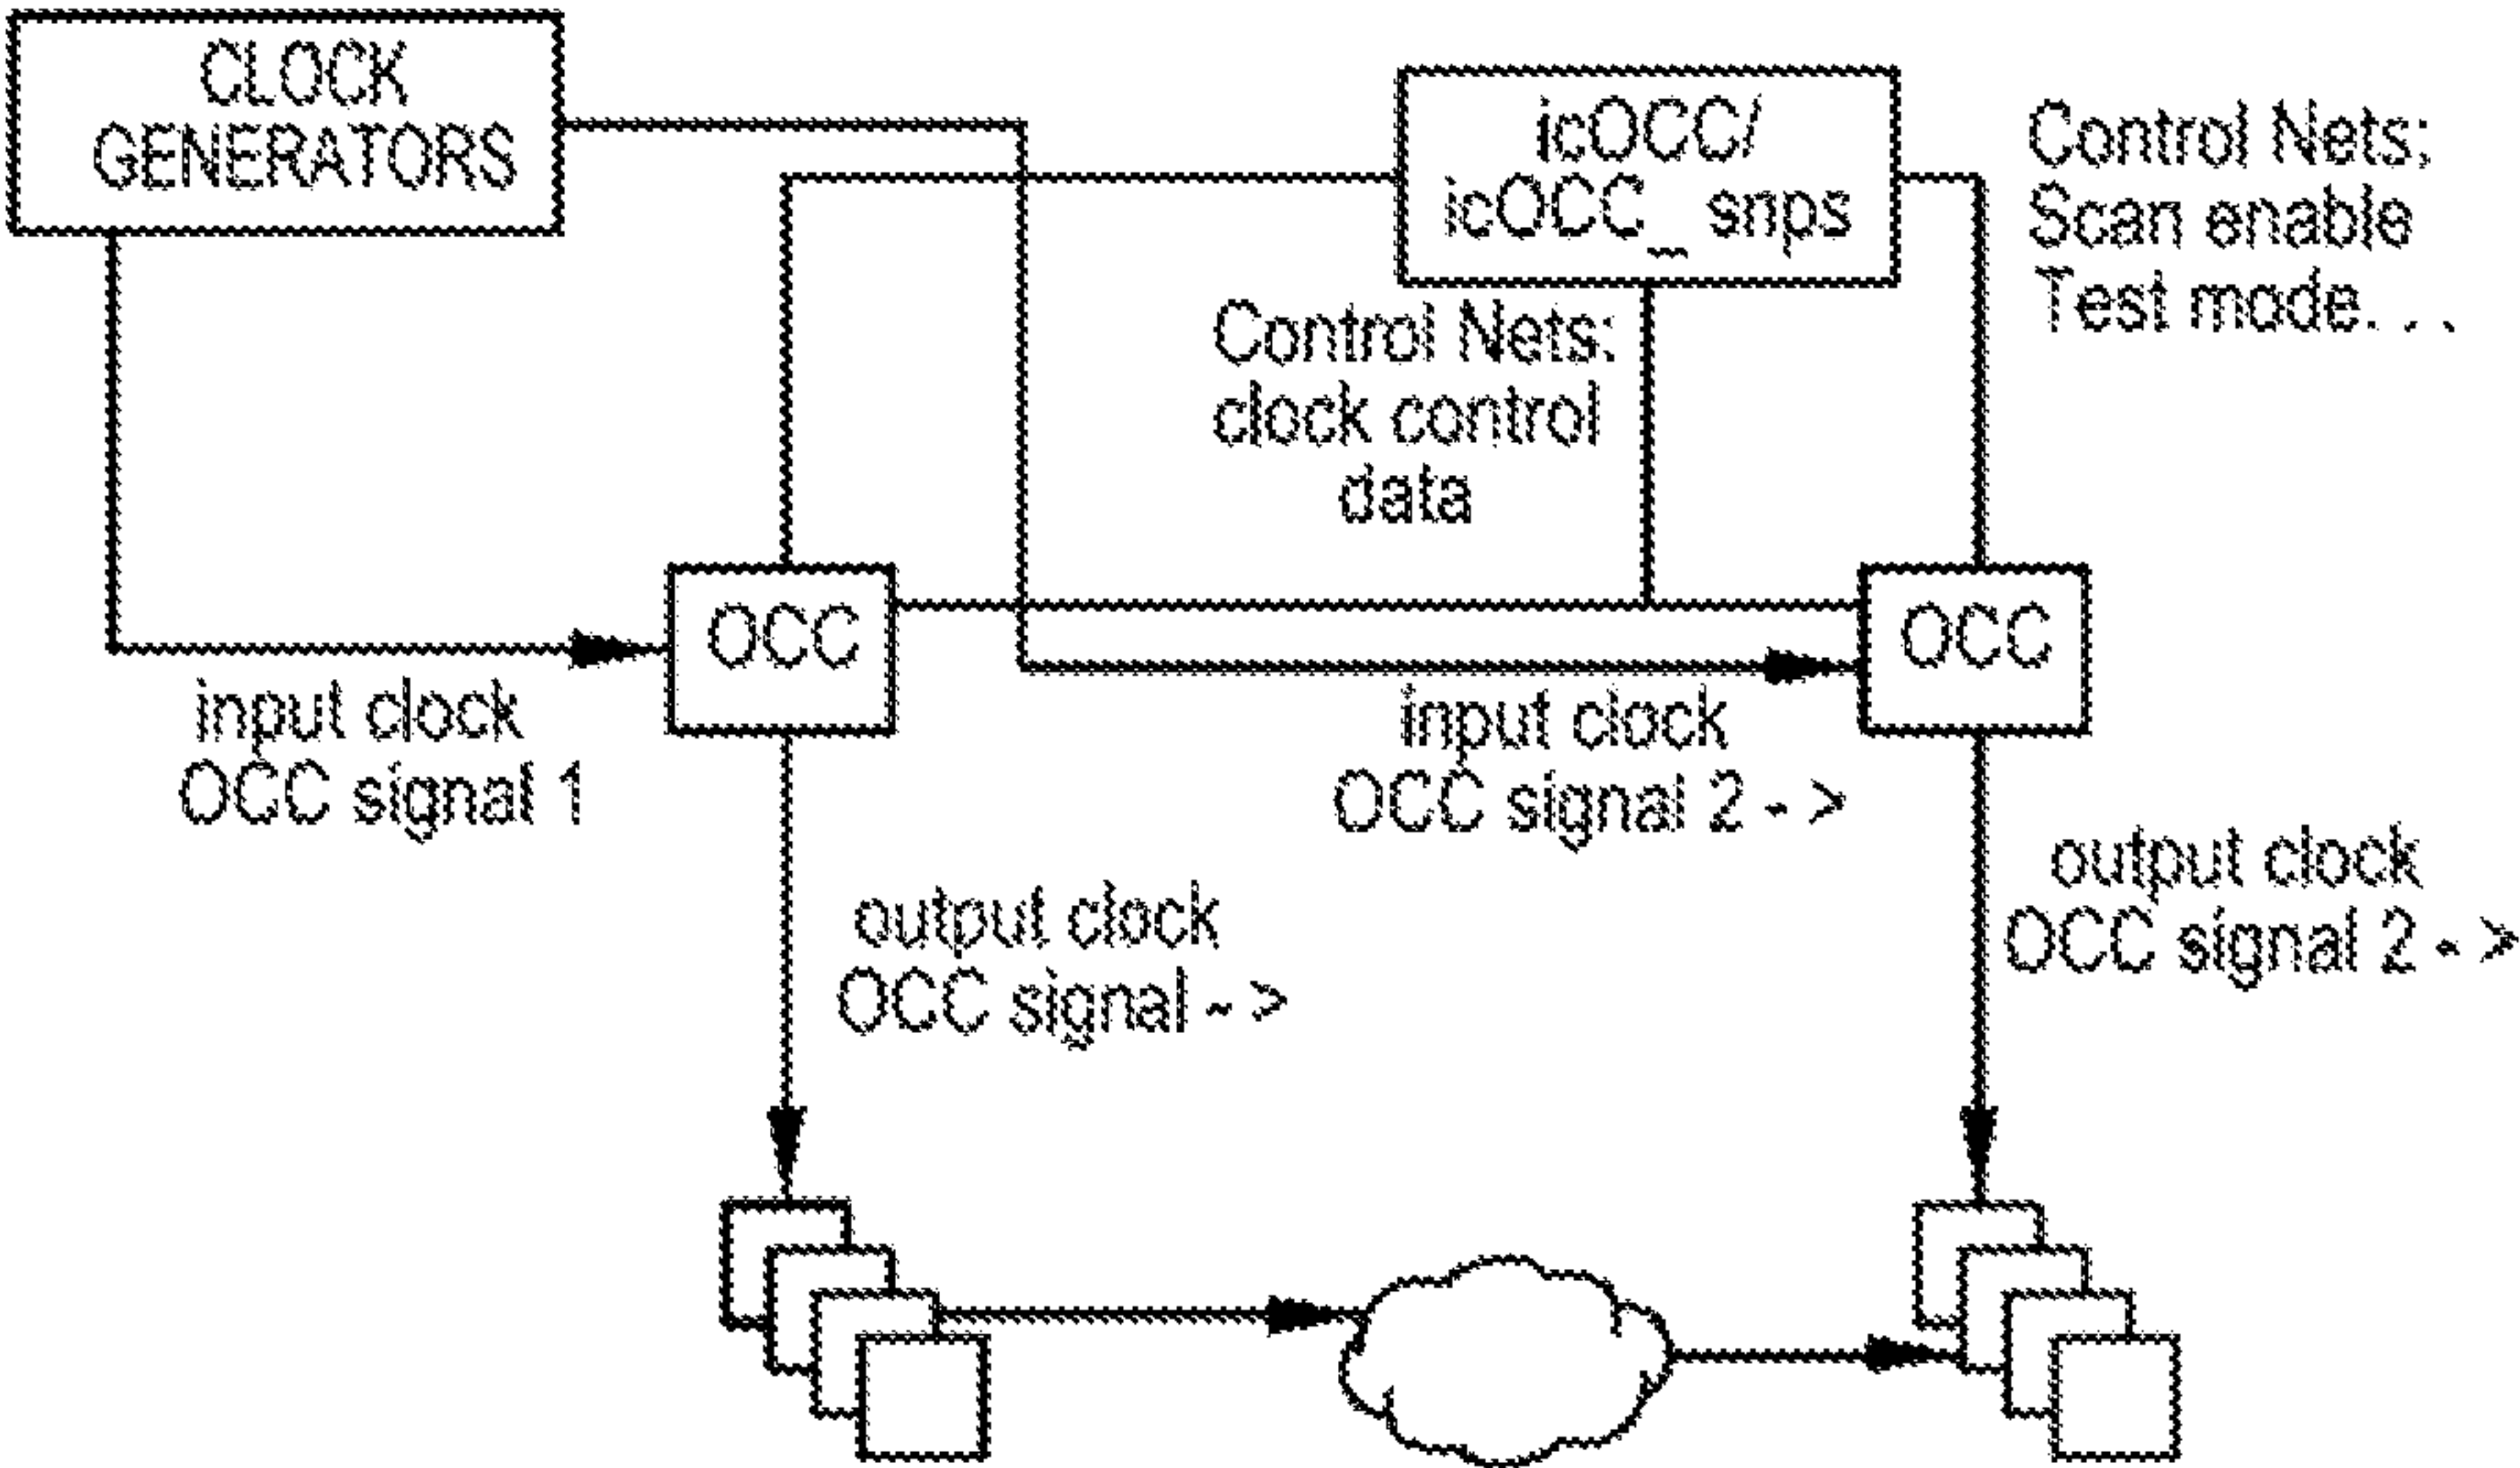 CLOCK
GENERATORS
icOCC/
icOCC_ snps
Control Nets:
Scan enable
Test mode. . .
Control Nets:
clock control
data
OCC
OCC
input clock
OCC signal 1
input clock
OCC signal 2 - >
output clock
OCC signal - >
output clock
OCC signal 2 - >